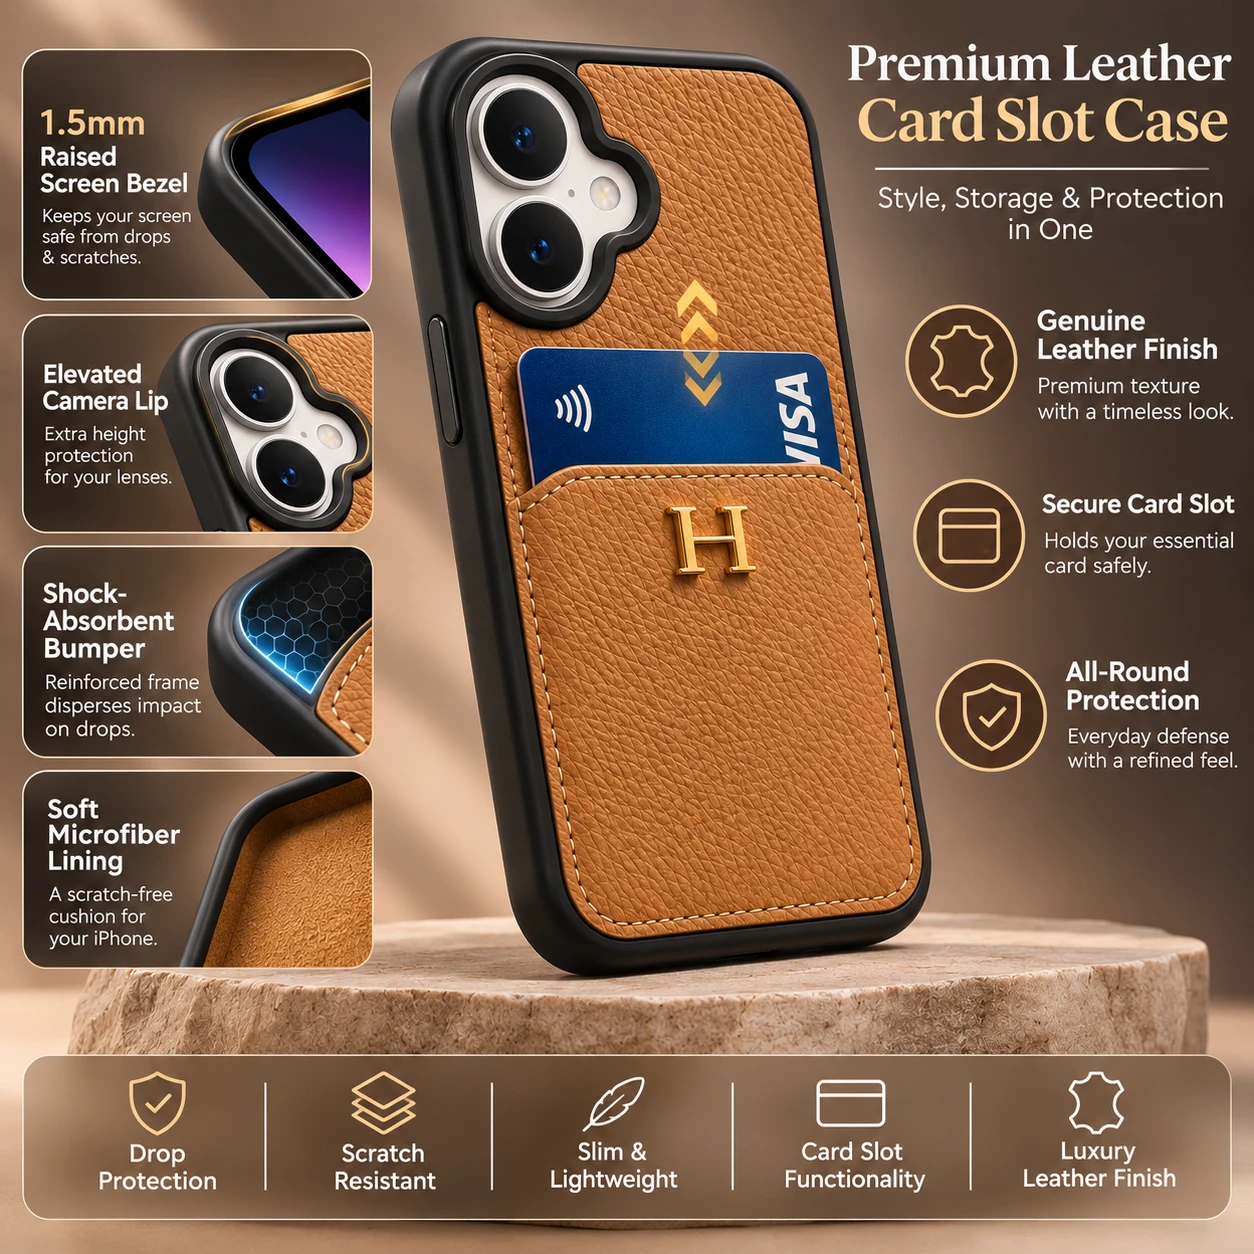 Premium Leather
Card Slot Case
Style, Storage & Protection
in One
1.5mm
Raised
Screen Bezel
Keeps your screen
safe from drops
& scratches.
Elevated
Camera Lip
Extra height
protection
for your lenses.
Shock-
Absorbent
Bumper
Reinforced frame
disperses impact
on drops.
Soft
Microfiber
Lining
A scratch-free
cushion for
your iPhone.
VISA
H
Genuine
Leather Finish
Premium texture
with a timeless look.
Secure Card Slot
Holds your essential
card safely.
All-Round
Protection
Everyday defense
with a refined feel.
Drop
Protection
Scratch
Resistant
Slim &
Lightweight
Card Slot
Functionality
Luxury
Leather Finish